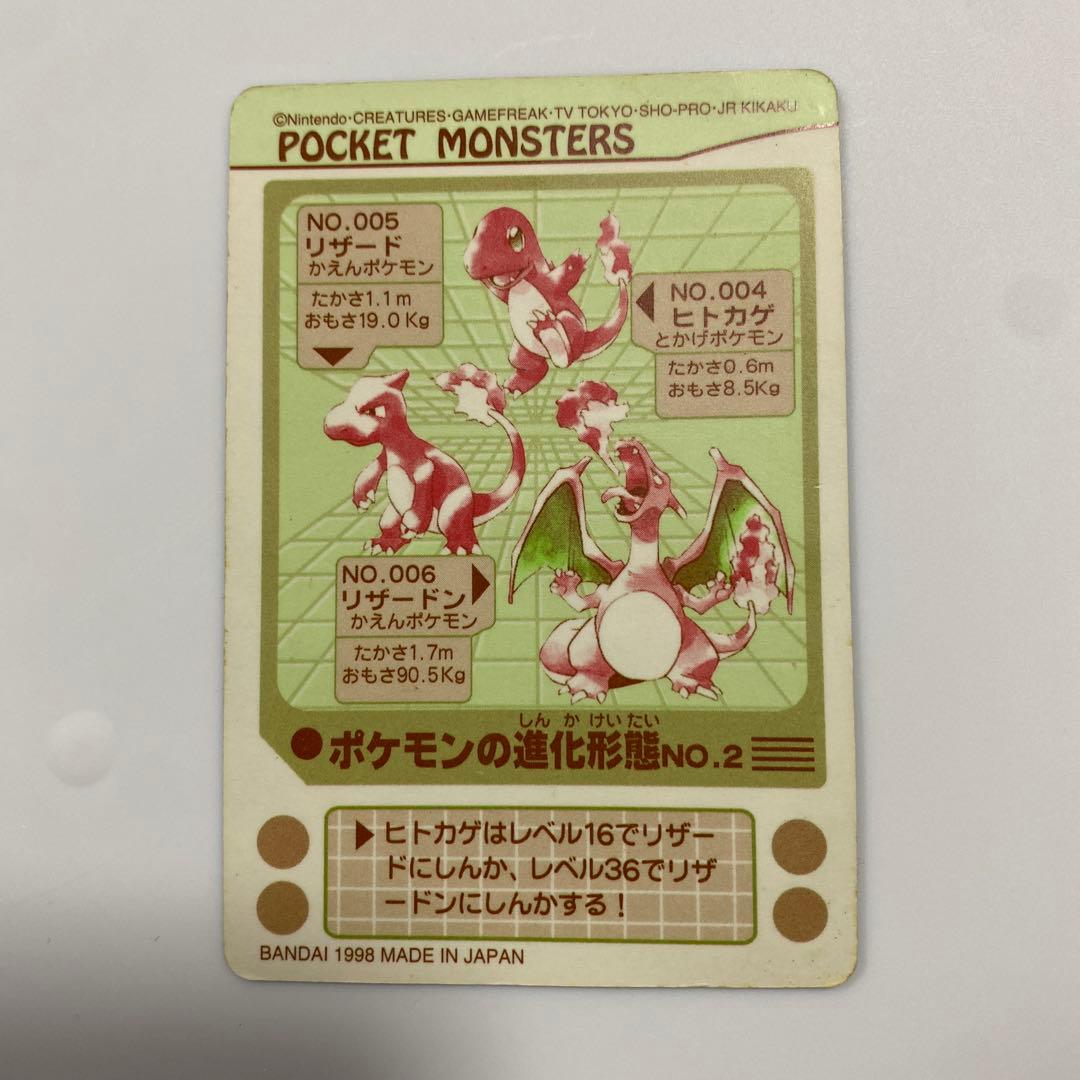 ©Nintendo・CREATURES・GAMEFREAK・TV TOKYO・SHO-PRO・JR KIKAKU
POCKET MONSTERS
NO.005
リザード
かえんポケモン
たかさ1.1m
おもさ19.0Kg
NO.004
ヒトカゲ
とかげポケモン
たかさ0.6m
おもさ8.5Kg
NO.006
リザードン
かえんポケモン
たかさ1.7m
おもさ90.5Kg
しん か けい たい
●ポケモンの進化形態NO.2
▶ヒトカゲはレベル16でリザー
ドにしんか、レベル36でリザ
ードンにしんかする！
BANDAI 1998 MADE IN JAPAN